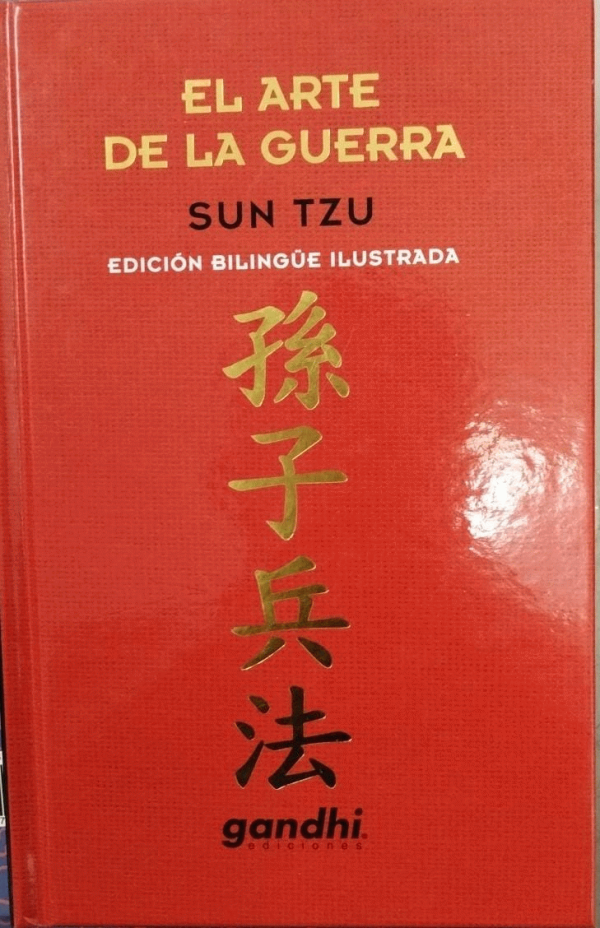 EL ARTE
DE LA GUERRA
SUN TZU
EDICIÓN BILINGÜE ILUSTRADA
孫
子
兵
法
gandhi.
ediciones